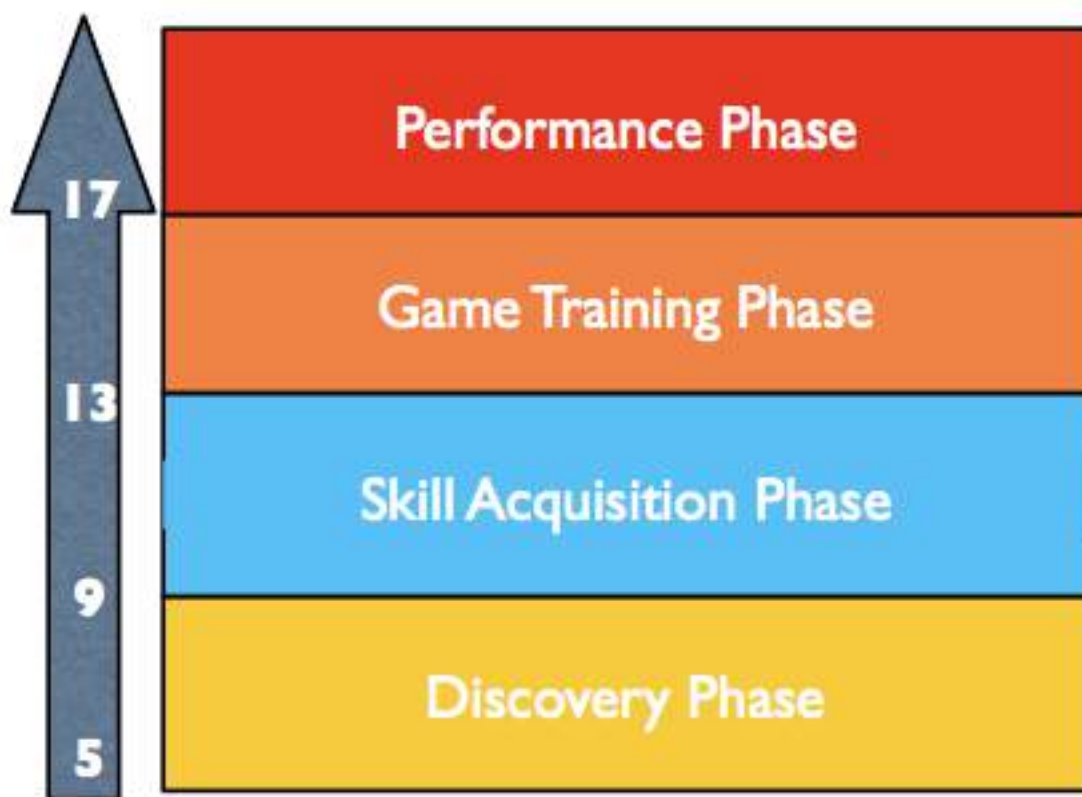 Performance Phase
17
Game Training Phase
13
Skill Acquisition Phase
9
Discovery Phase
5